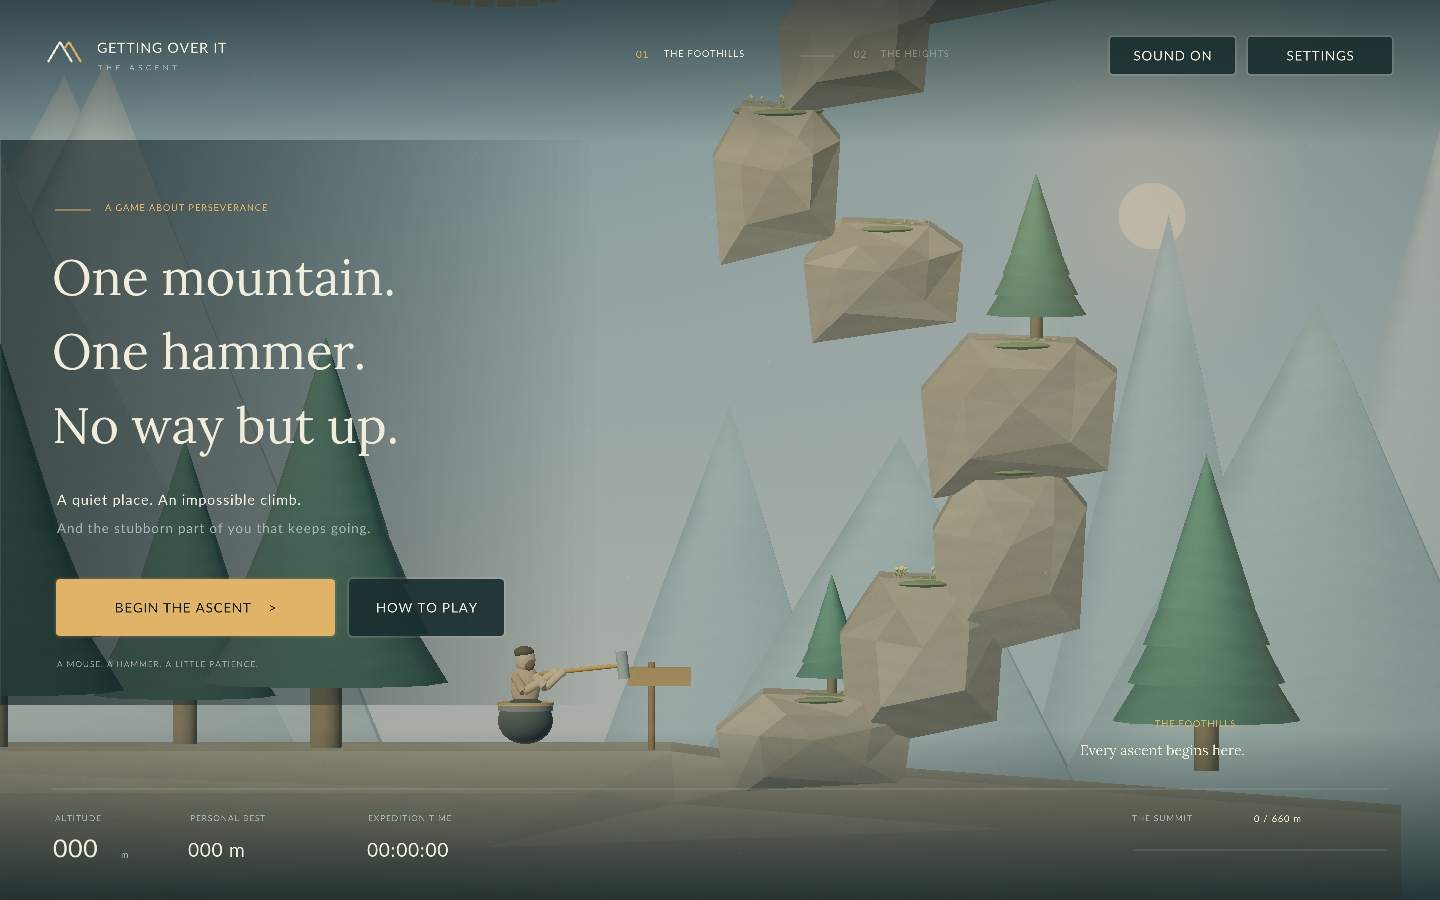 GETTING OVER IT
THE ASCENT
01 THE FOOTHILLS
02 THE HEIGHTS
SOUND ON
SETTINGS
A GAME ABOUT PERSEVERANCE
One mountain.
One hammer.
No way but up.
A quiet place. An impossible climb.
And the stubborn part of you that keeps going.
BEGIN THE ASCENT >
HOW TO PLAY
A MOUSE. A HAMMER. A LITTLE PATIENCE.
THE FOOTHILLS
Every ascent begins here.
ALTITUDE
000 m
PERSONAL BEST
000 m
EXPEDITION TIME
00:00:00
THE SUMMIT
0 / 660 m